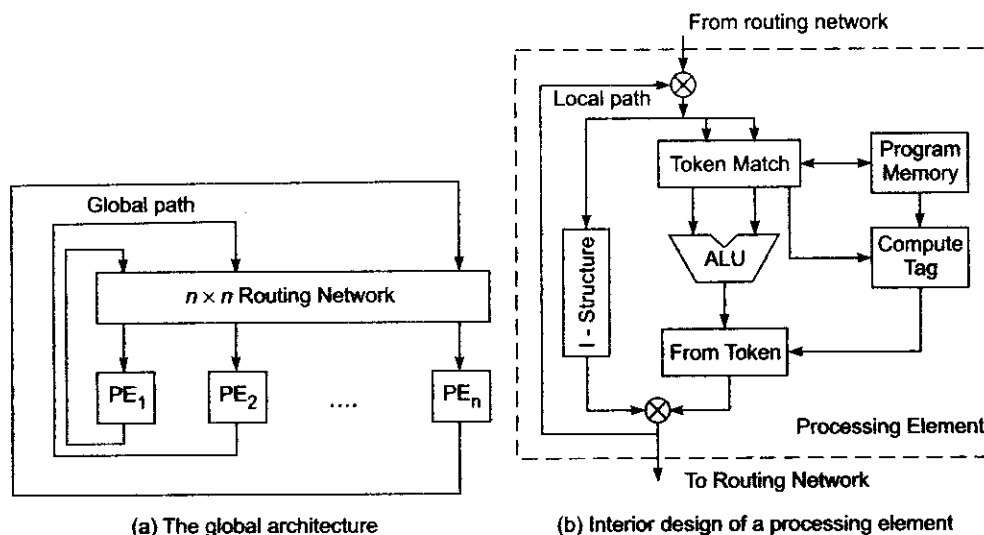 Global path
n × n Routing Network
PE1
PE2
....
PEn
(a) The global architecture
From routing network
Local path
Token Match
Program
Memory
I - Structure
ALU
Compute
Tag
From Token
Processing Element
To Routing Network
(b) Interior design of a processing element